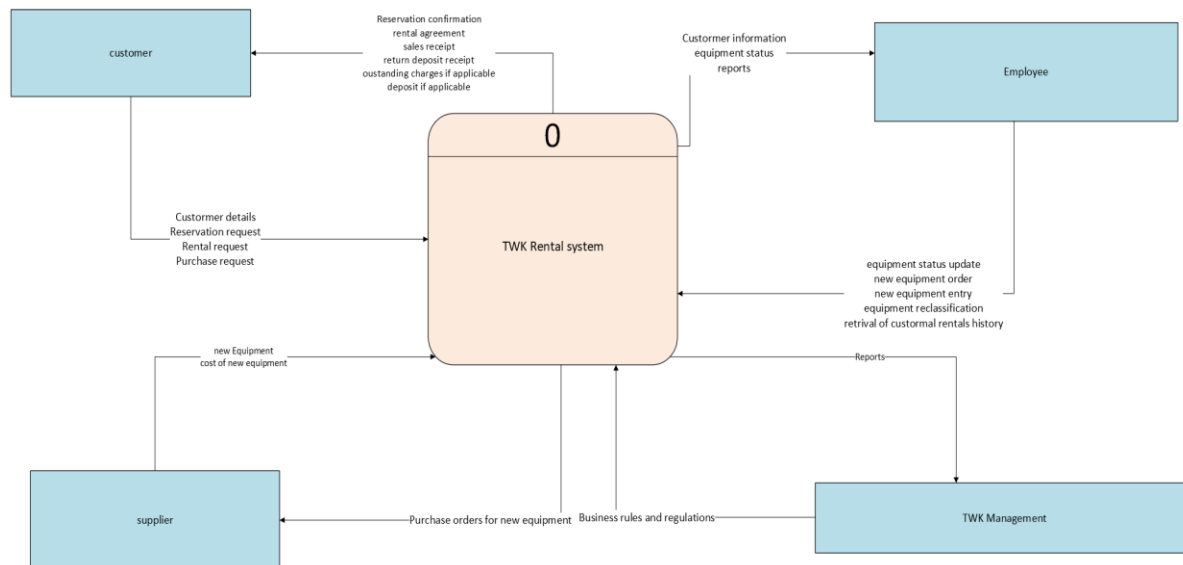 customer
Reservation confirmation
rental agreement
sales receipt
return deposit receipt
oustanding charges if applicable
deposit if applicable
Custormer information
equipment status
reports
Employee
0
TWK Rental system
Custormer details
Reservation request
Rental request
Purchase request
equipment status update
new equipment order
new equipment entry
equipment reclassification
retrival of custormal rentals history
new Equipment
cost of new equipment
Reports
supplier
Purchase orders for new equipment
Business rules and regulations
TWK Management